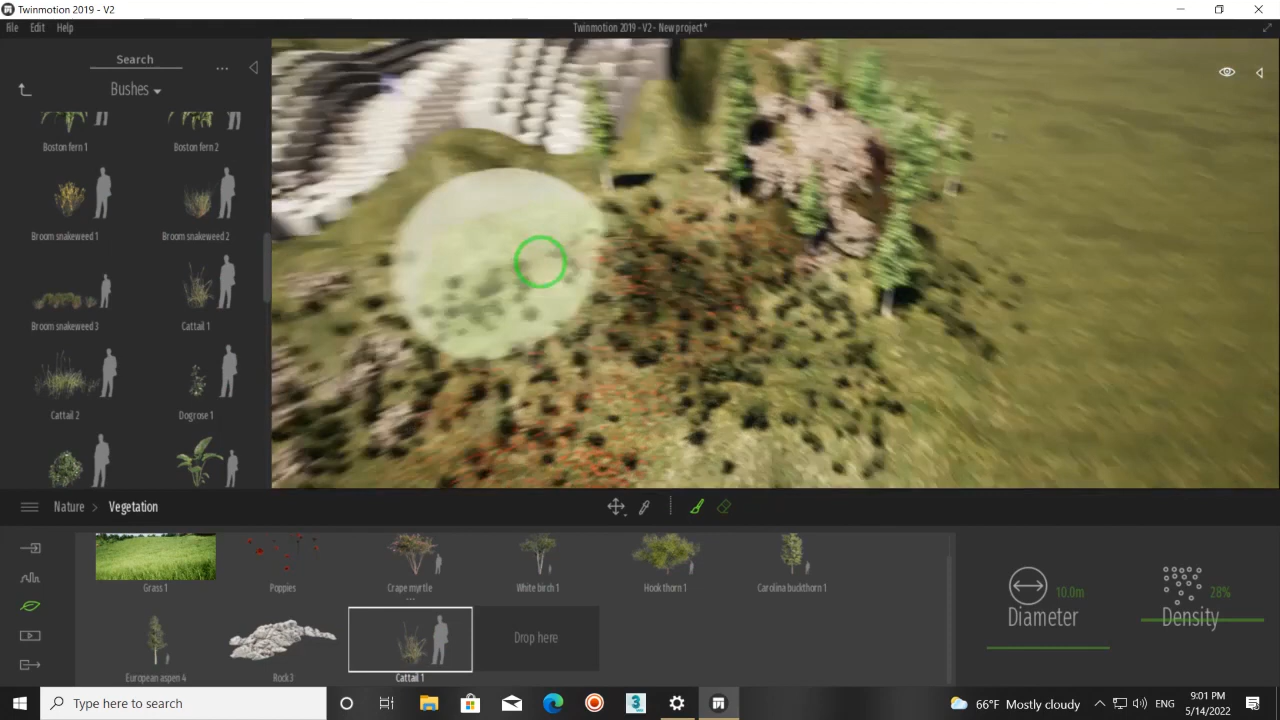 Twinmotion 2019 - V2
File Edit Help
Twinmotion 2019 - V2 - New project*
Search
...
Bushes
Boston fern 1
Boston fern 2
Broom snakeweed 1
Broom snakeweed 2
Broom snakeweed 3
Cattail 1
Cattail 2
Dogrose 1
Nature > Vegetation
Grass 1
Poppies
Crape myrtle
...
White birch 1
Hook thorn 1
Carolina buckthorn 1
European aspen 4
Rock 3
Cattail 1
Drop here
10.0m
Diameter
28%
Density
Type here to search
3
66°F Mostly cloudy
ENG
9:01 PM
5/14/2022